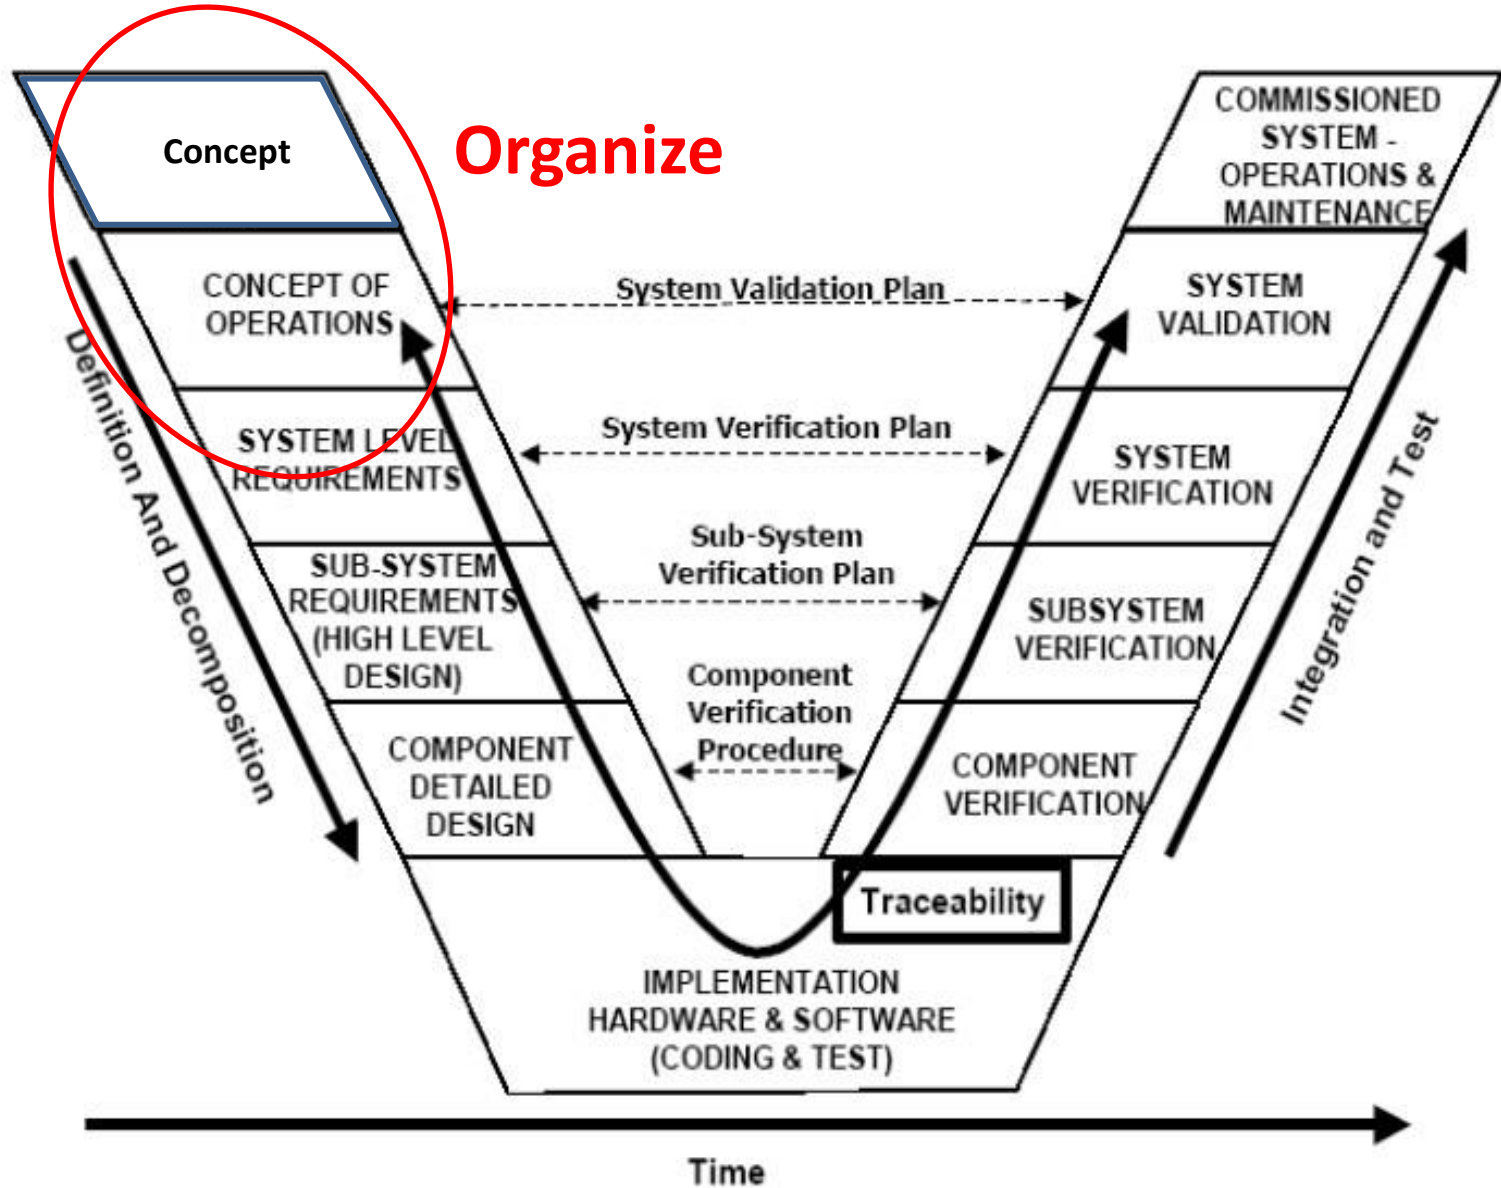 Concept
Organize
CONCEPT OF
OPERATIONS
SYSTEM LEVEL
REQUIREMENTS
SUB-SYSTEM
REQUIREMENTS
(HIGH LEVEL
DESIGN)
COMPONENT
DETAILED
DESIGN
Definition And Decomposition
System Validation Plan
System Verification Plan
Sub-System
Verification Plan
Component
Verification
Procedure
COMMISSIONED
SYSTEM -
OPERATIONS &
MAINTENANCE
SYSTEM
VALIDATION
SYSTEM
VERIFICATION
SUBSYSTEM
VERIFICATION
COMPONENT
VERIFICATION
Integration and Test
Traceability
IMPLEMENTATION
HARDWARE & SOFTWARE
(CODING & TEST)
Time